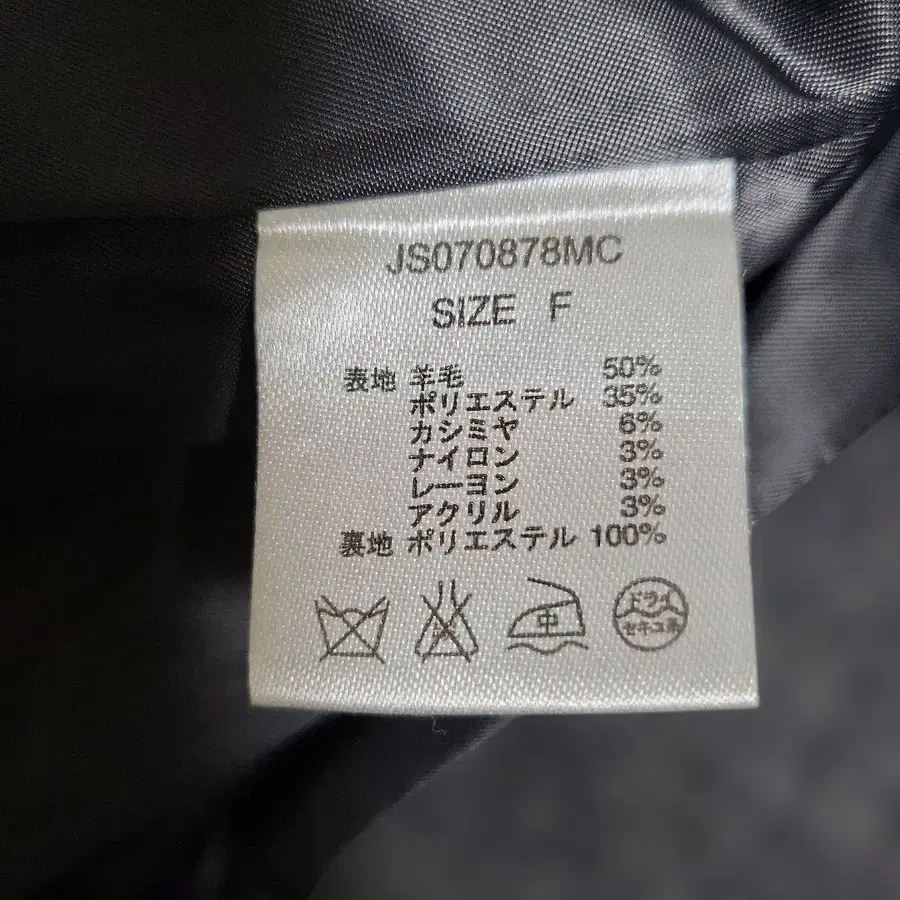 JS070878MC
SIZE F
表地 羊毛 50%
ポリエステル 35%
カシミヤ 6%
ナイロン 3%
レーヨン 3%
アクリル 3%
裏地 ポリエステル 100%
中
ドライ
セキユ系